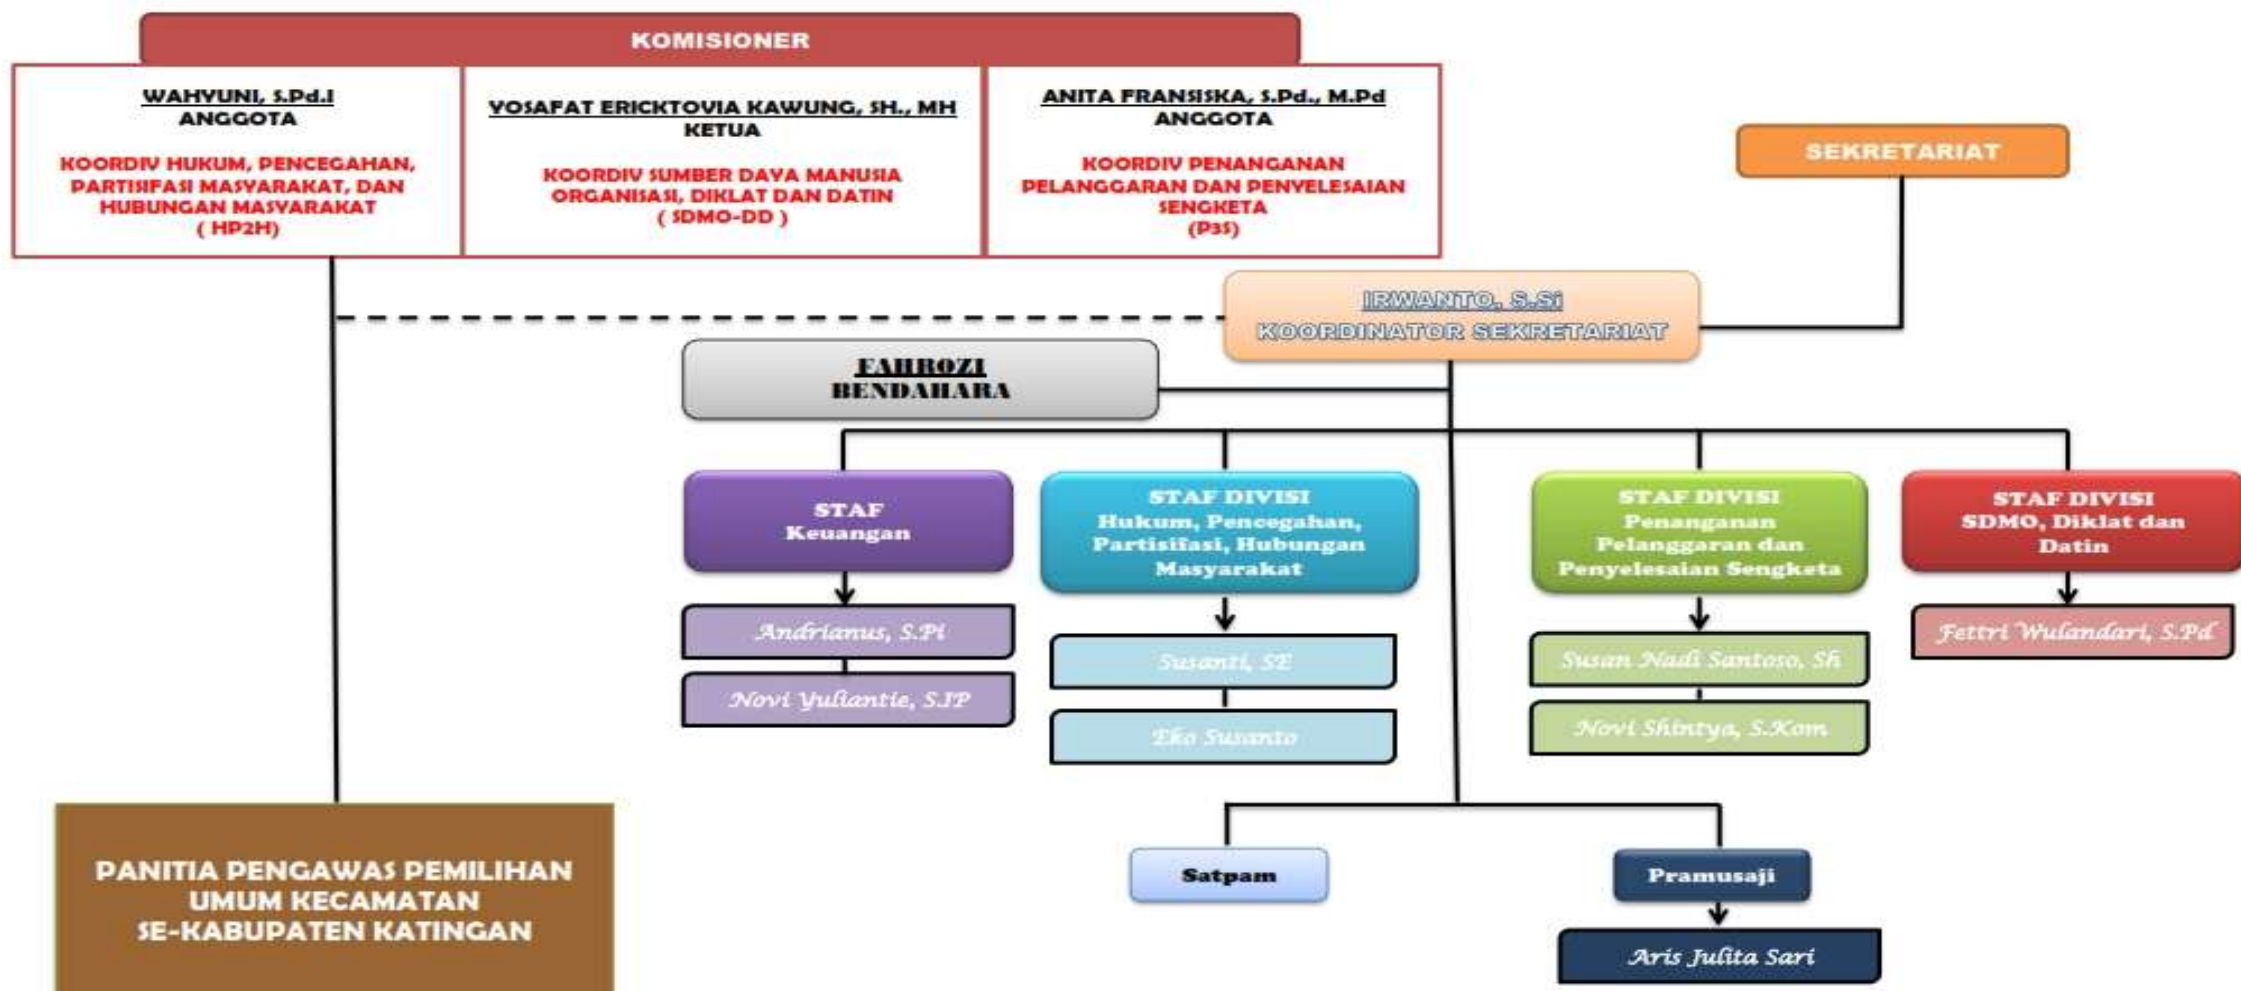 KOMISIONER
WAHYUNI, S.Pd.I
ANGGOTA
KOORDIV HUKUM, PENCEGAHAN,
PARTISIFASI MASYARAKAT, DAN
HUBUNGAN MASYARAKAT
( HP2H)
YOSAFAT ERICKTOVIA KAWUNG, SH., MH
KETUA
KOORDIV SUMBER DAYA MANUSIA
ORGANISASI, DIKLAT DAN DATIN
( SDMO-DD )
ANITA FRANSISKA, S.Pd., M.Pd
ANGGOTA
KOORDIV PENANGANAN
PELANGGARAN DAN PENYELESAIAN
SENGKETA
(P3S)
SEKRETARIAT
IRWANTO, S.Si
KOORDINATOR SEKRETARIAT
FAHROZI
BENDAHARA
STAF
Keuangan
Andrianus, S.Pi
Novi Yuliantie, S.IP
STAF DIVISI
Hukum, Pencegahan,
Partisifasi, Hubungan
Masyarakat
Susanti, SE
Eko Susanto
STAF DIVISI
Penanganan
Pelanggaran dan
Penyelesaian Sengketa
Susan Nadi Santoso, Sh
Novi Shintya, S.Kom
STAF DIVISI
SDMO, Diklat dan
Datin
Fettri Wulandari, S.Pd
PANITIA PENGAWAS PEMILIHAN
UMUM KECAMATAN
SE-KABUPATEN KATINGAN
Satpam
Pramusaji
Aris Julita Sari